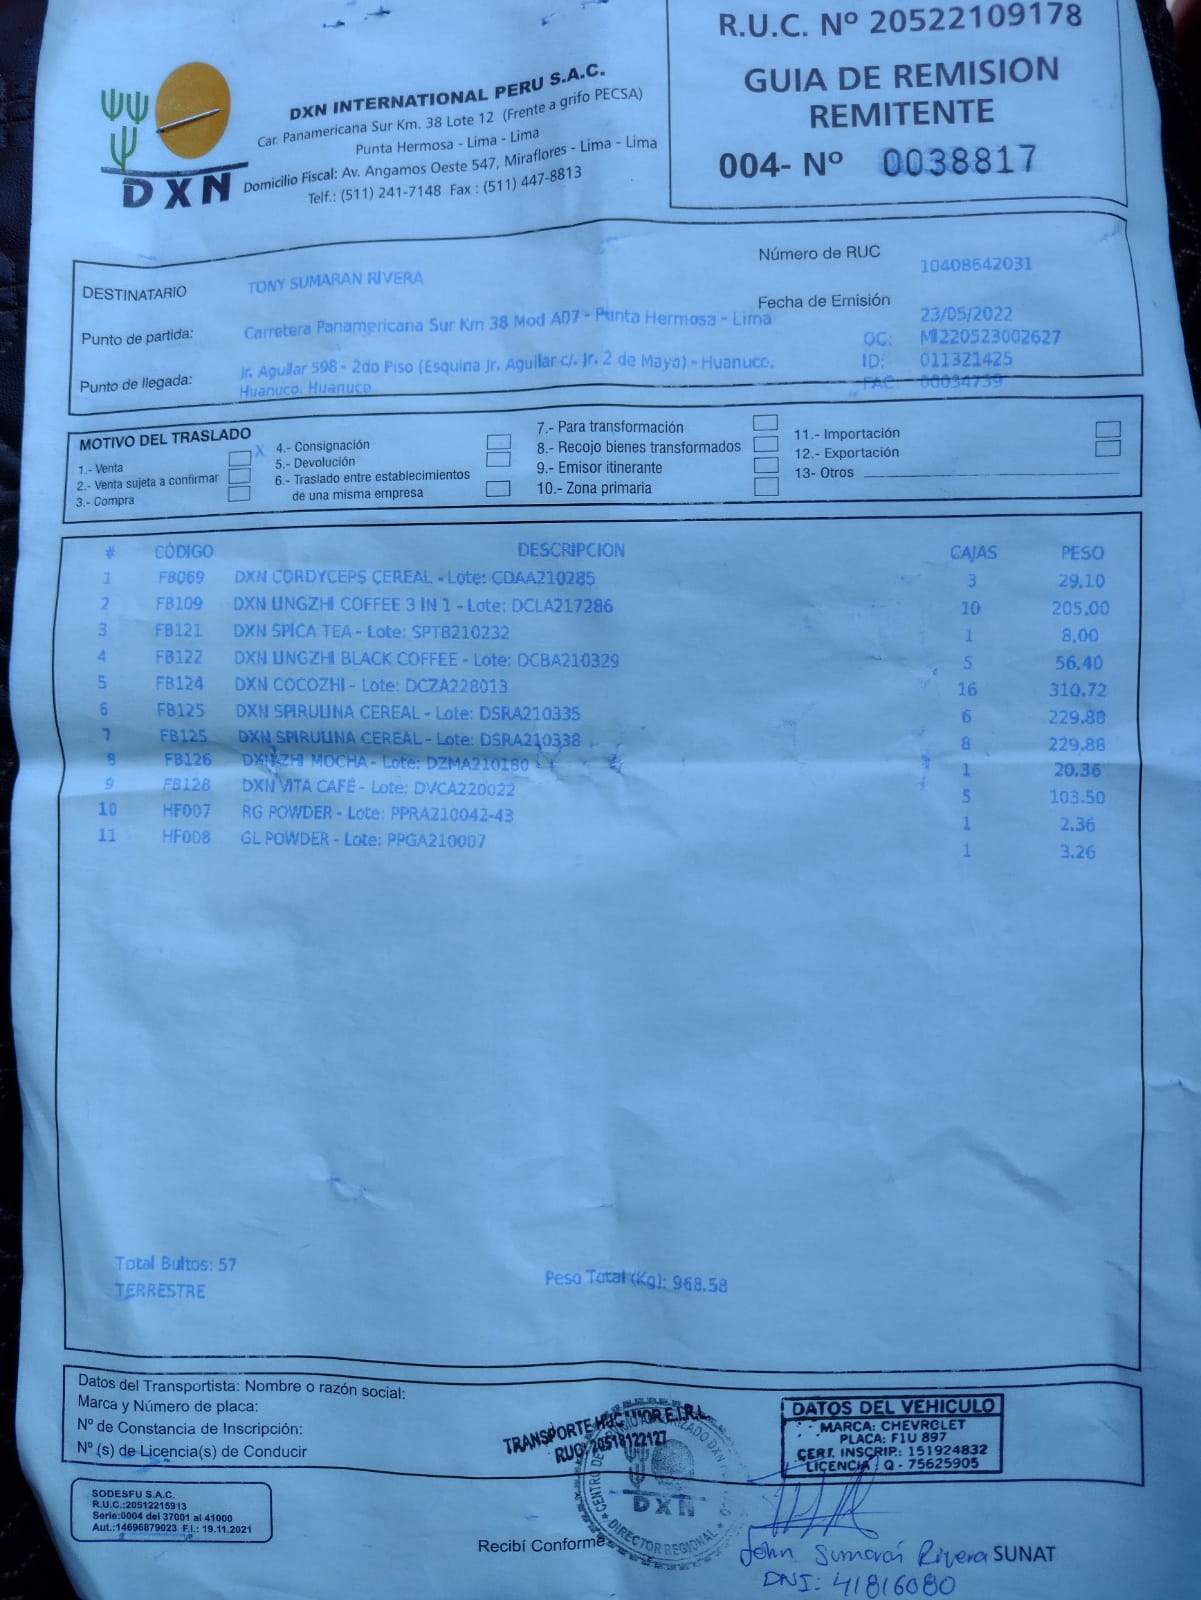 R.U.C. Nº 20522109178
GUIA DE REMISION
REMITENTE
004- Nº 0038817
DXN
DXN INTERNATIONAL PERU S.A.C.
Car. Panamericana Sur Km. 38 Lote 12 (Frente a grifo PECSA)
Punta Hermosa - Lima - Lima
Domicilio Fiscal: Av. Angamos Oeste 547, Miraflores - Lima - Lima
Telf.: (511) 241-7148 Fax : (511) 447-8813
DESTINATARIO TONY SUMARAN RIVERA
Número de RUC 10408642031
Punto de partida: Carretera Panamericana Sur Km 38 Mod A07 - Punta Hermosa - Lima
Fecha de Emisión 23/05/2022
OC: MI220523002627
Punto de llegada: Jr. Aguilar 598 - 2do Piso (Esquina Jr. Aguilar c/. Jr. 2 de Mayo) - Huanuco.
Huanuco. Huanuco
ID: 011321425
FAC: 00034739
MOTIVO DEL TRASLADO
1.- Venta X
2.- Venta sujeta a confirmar
3.- Compra
4.- Consignación
5.- Devolución
6.- Traslado entre establecimientos
de una misma empresa
7.- Para transformación
8.- Recojo bienes transformados
9.- Emisor itinerante
10.- Zona primaria
11.- Importación
12.- Exportación
13- Otros
# CÓDIGO DESCRIPCION CAJAS PESO
1 FB069 DXN CORDYCEPS CEREAL - Lote: CDAA210285 3 29.10
2 FB109 DXN LINGZHI COFFEE 3 IN 1 - Lote: DCLA217286 10 205.00
3 FB121 DXN SPICA TEA - Lote: SPTB210232 1 8.00
4 FB122 DXN LINGZHI BLACK COFFEE - Lote: DCBA210329 5 56.40
5 FB124 DXN COCOZHI - Lote: DCZA228013 16 310.72
6 FB125 DXN SPIRULINA CEREAL - Lote: DSRA210335 6 229.88
7 FB125 DXN SPIRULINA CEREAL - Lote: DSRA210338 8 229.88
8 FB126 ZHI MOCHA - Lote: DZMA210180 1 20.36
9 FB128 DXN VITA CAFÉ - Lote: DVCA220022 5 103.50
10 HF007 RG POWDER - Lote: PPRA210042-43 1 2.36
11 HF008 GL POWDER - Lote: PPGA210007 1 3.26
Total Bultos: 57
TERRESTRE
Peso Total (Kg): 968.58
Datos del Transportista: Nombre o razón social:
Marca y Número de placa:
Nº de Constancia de Inscripción:
Nº (s) de Licencia(s) de Conducir
TRANSPORTE E.I.R.L.
RUC: 20518122127
CENTRO DE DXN
DXN
DIRECTOR REGIONAL
DATOS DEL VEHICULO
MARCA: CHEVROLET
PLACA: F1U 897
CERT. INSCRIP.: 151924832
LICENCIA : Q - 75625905
SODESFU S.A.C.
R.U.C.:20512215913
Serie:0004 del 37001 al 41000
Aut.:14696879023 F.I.: 19.11.2021
Recibí Conforme
John Sumarán Rivera SUNAT
DNI: 41816080